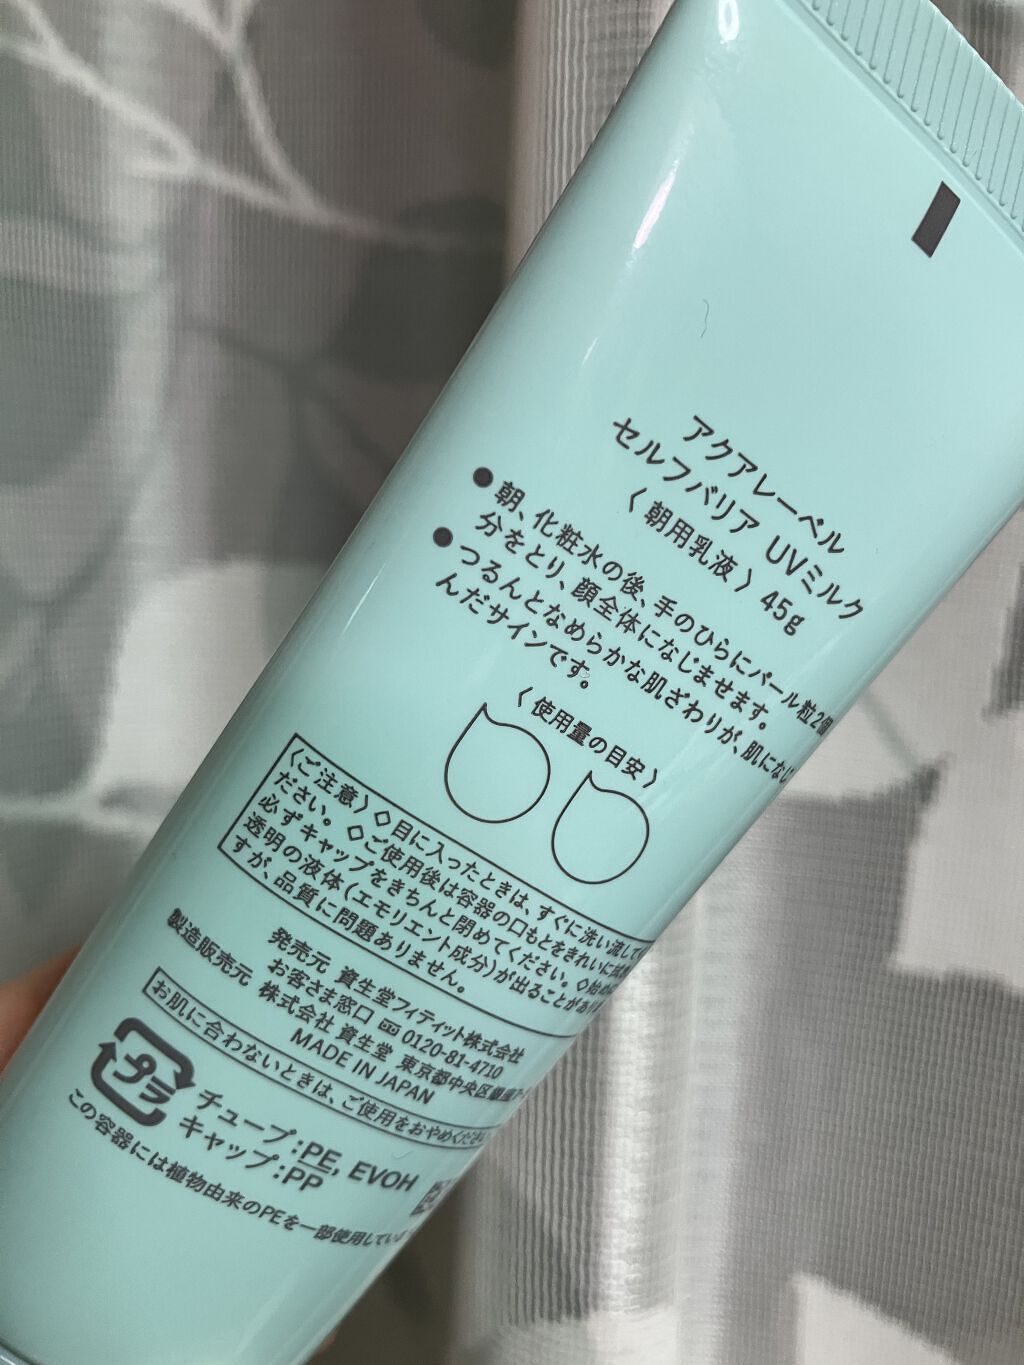 アクアレーベル
セルフバリア UVミルク
〈朝用乳液〉 45g
●朝、化粧水の後、手のひらにパール粒2個
分をとり、顔全体になじませます。
●つるんとなめらかな肌ざわりが、肌になじ
んだサインです。
〈使用量の目安〉
〈ご注意〉◇目に入ったときは、すぐに洗い流して
ださい。◇ご使用後は容器の口もとをきれいに
必ずキャップをきちんと閉めてください。◇
透明の液体(エモリエント成分)が出ることがあ
すが、品質に問題ありません。
発売元 資生堂フィティット株式会社
お客さま窓口 0120-81-4710
製造販売元 株式会社 資生堂 東京都中央区
MADE IN JAPAN
お肌に合わないときは、ご使用をおやめください
プラ
チューブ:PE, EVOH
キャップ:PP
この容器には植物由来のPEを一部使用してい